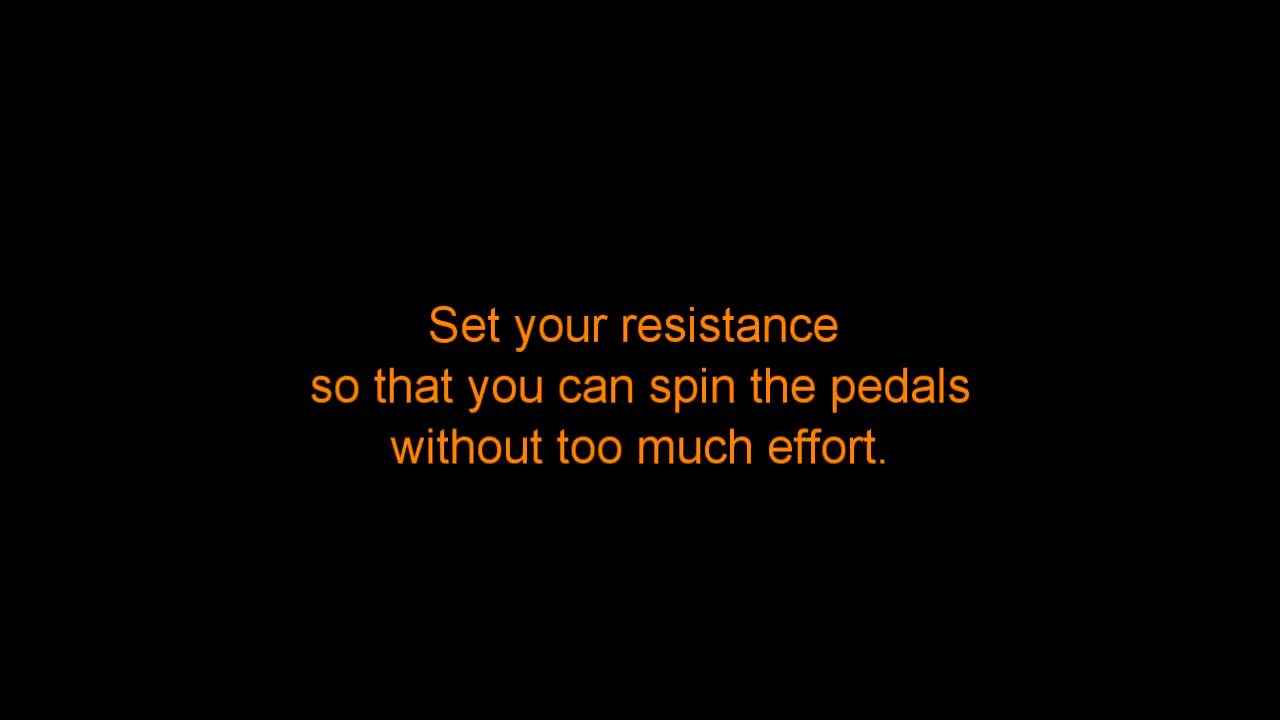 Set your resistance
so that you can spin the pedals
without too much effort.